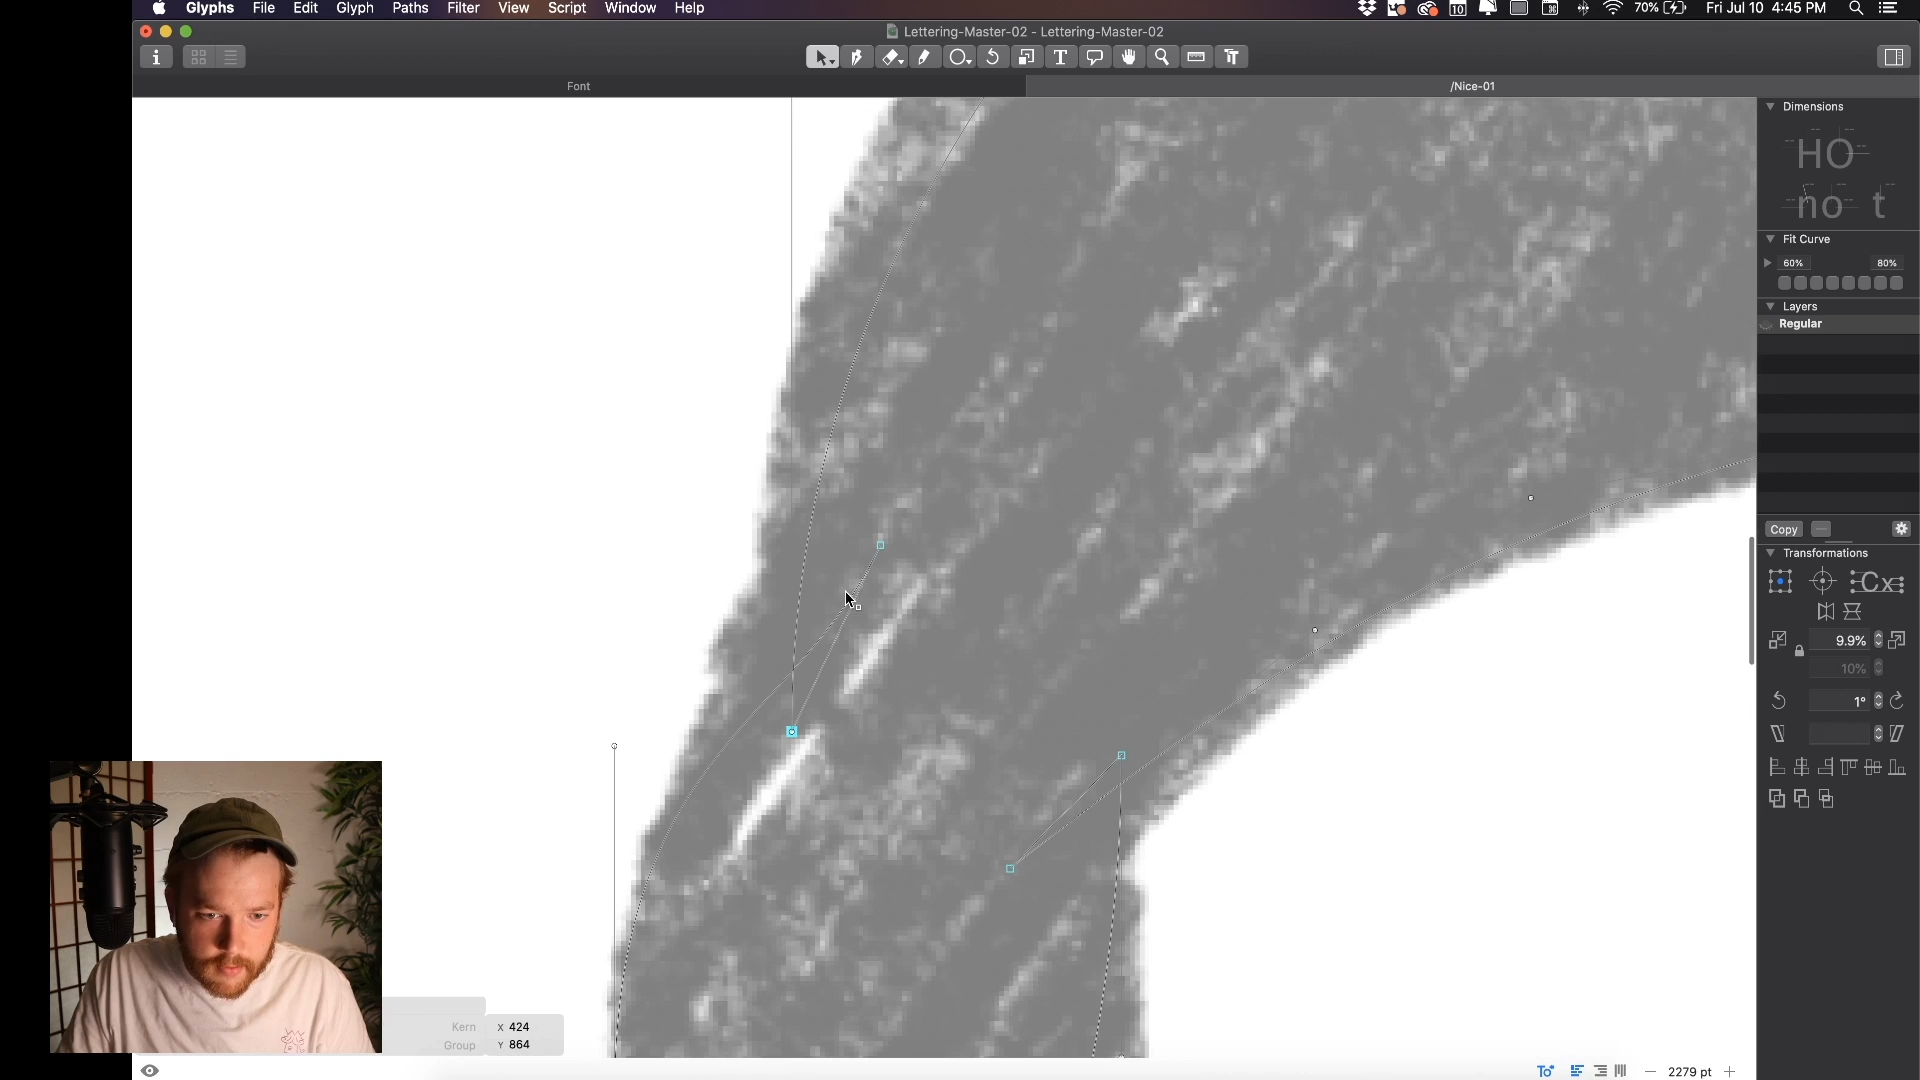 Glyphs File Edit Glyph Paths Filter View Script Window Help
10 70% Fri Jul 10 4:45 PM
Lettering-Master-02 - Lettering-Master-02
Font
/Nice-01
Dimensions
HO
no t
Fit Curve
60% 80%
Layers
Regular
Copy
Transformations
Cx
9.9%
10%
1°
Kern X 424
Group Y 864
2279 pt